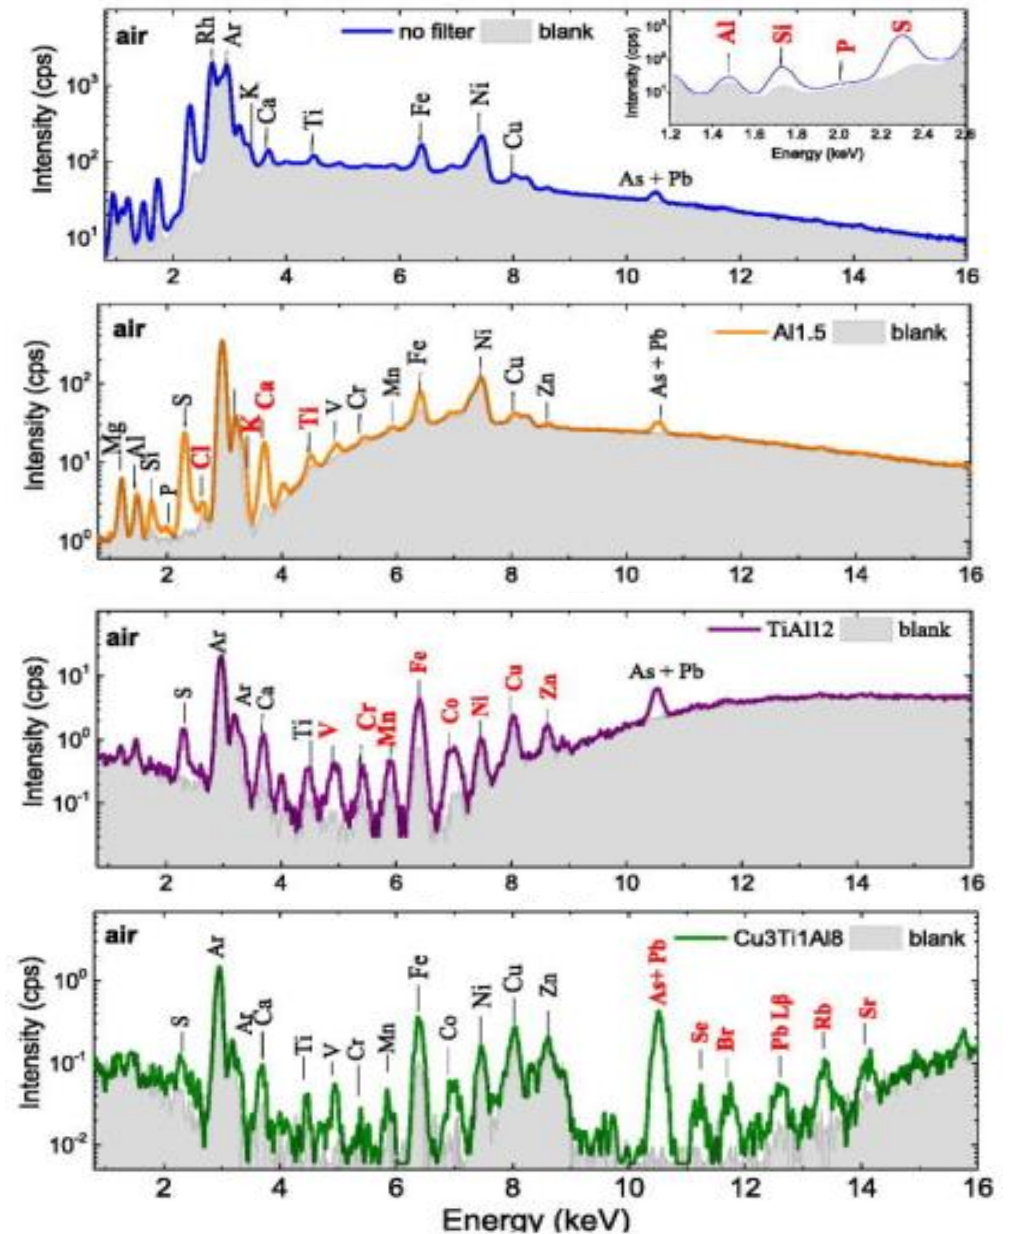 air
no filter
blank
Rh
Ar
K
Ca
Ti
Fe
Ni
Cu
As + Pb
Intensity (cps)
10³
10²
10¹
2 4 6 8 10 12 14 16
Al
Si
P
S
Intensity (cps)
1.2 1.4 1.6 1.8 2.0 2.2 2.4 2.6
Energy (keV)
air
Al1.5
blank
Mg
Al
Si
P
S
Cl
K
Ca
Ti
V
Cr
Mn
Fe
Ni
Cu
Zn
As + Pb
Intensity (cps)
10²
10¹
10⁰
2 4 6 8 10 12 14 16
air
TiAl12
blank
S
Ar
Ar
Ca
Ti
V
Cr
Mn
Fe
Co
Ni
Cu
Zn
As + Pb
Intensity (cps)
10¹
10⁰
10⁻¹
2 4 6 8 10 12 14 16
air
Cu3Ti1Al8
blank
S
Ar
Ar
Ca
Ti
V
Cr
Mn
Fe
Co
Ni
Cu
Zn
As+ Pb
Se
Br
Pb Lβ
Rb
Sr
Intensity (cps)
10⁰
10⁻¹
10⁻²
2 4 6 8 10 12 14 16
Energy (keV)